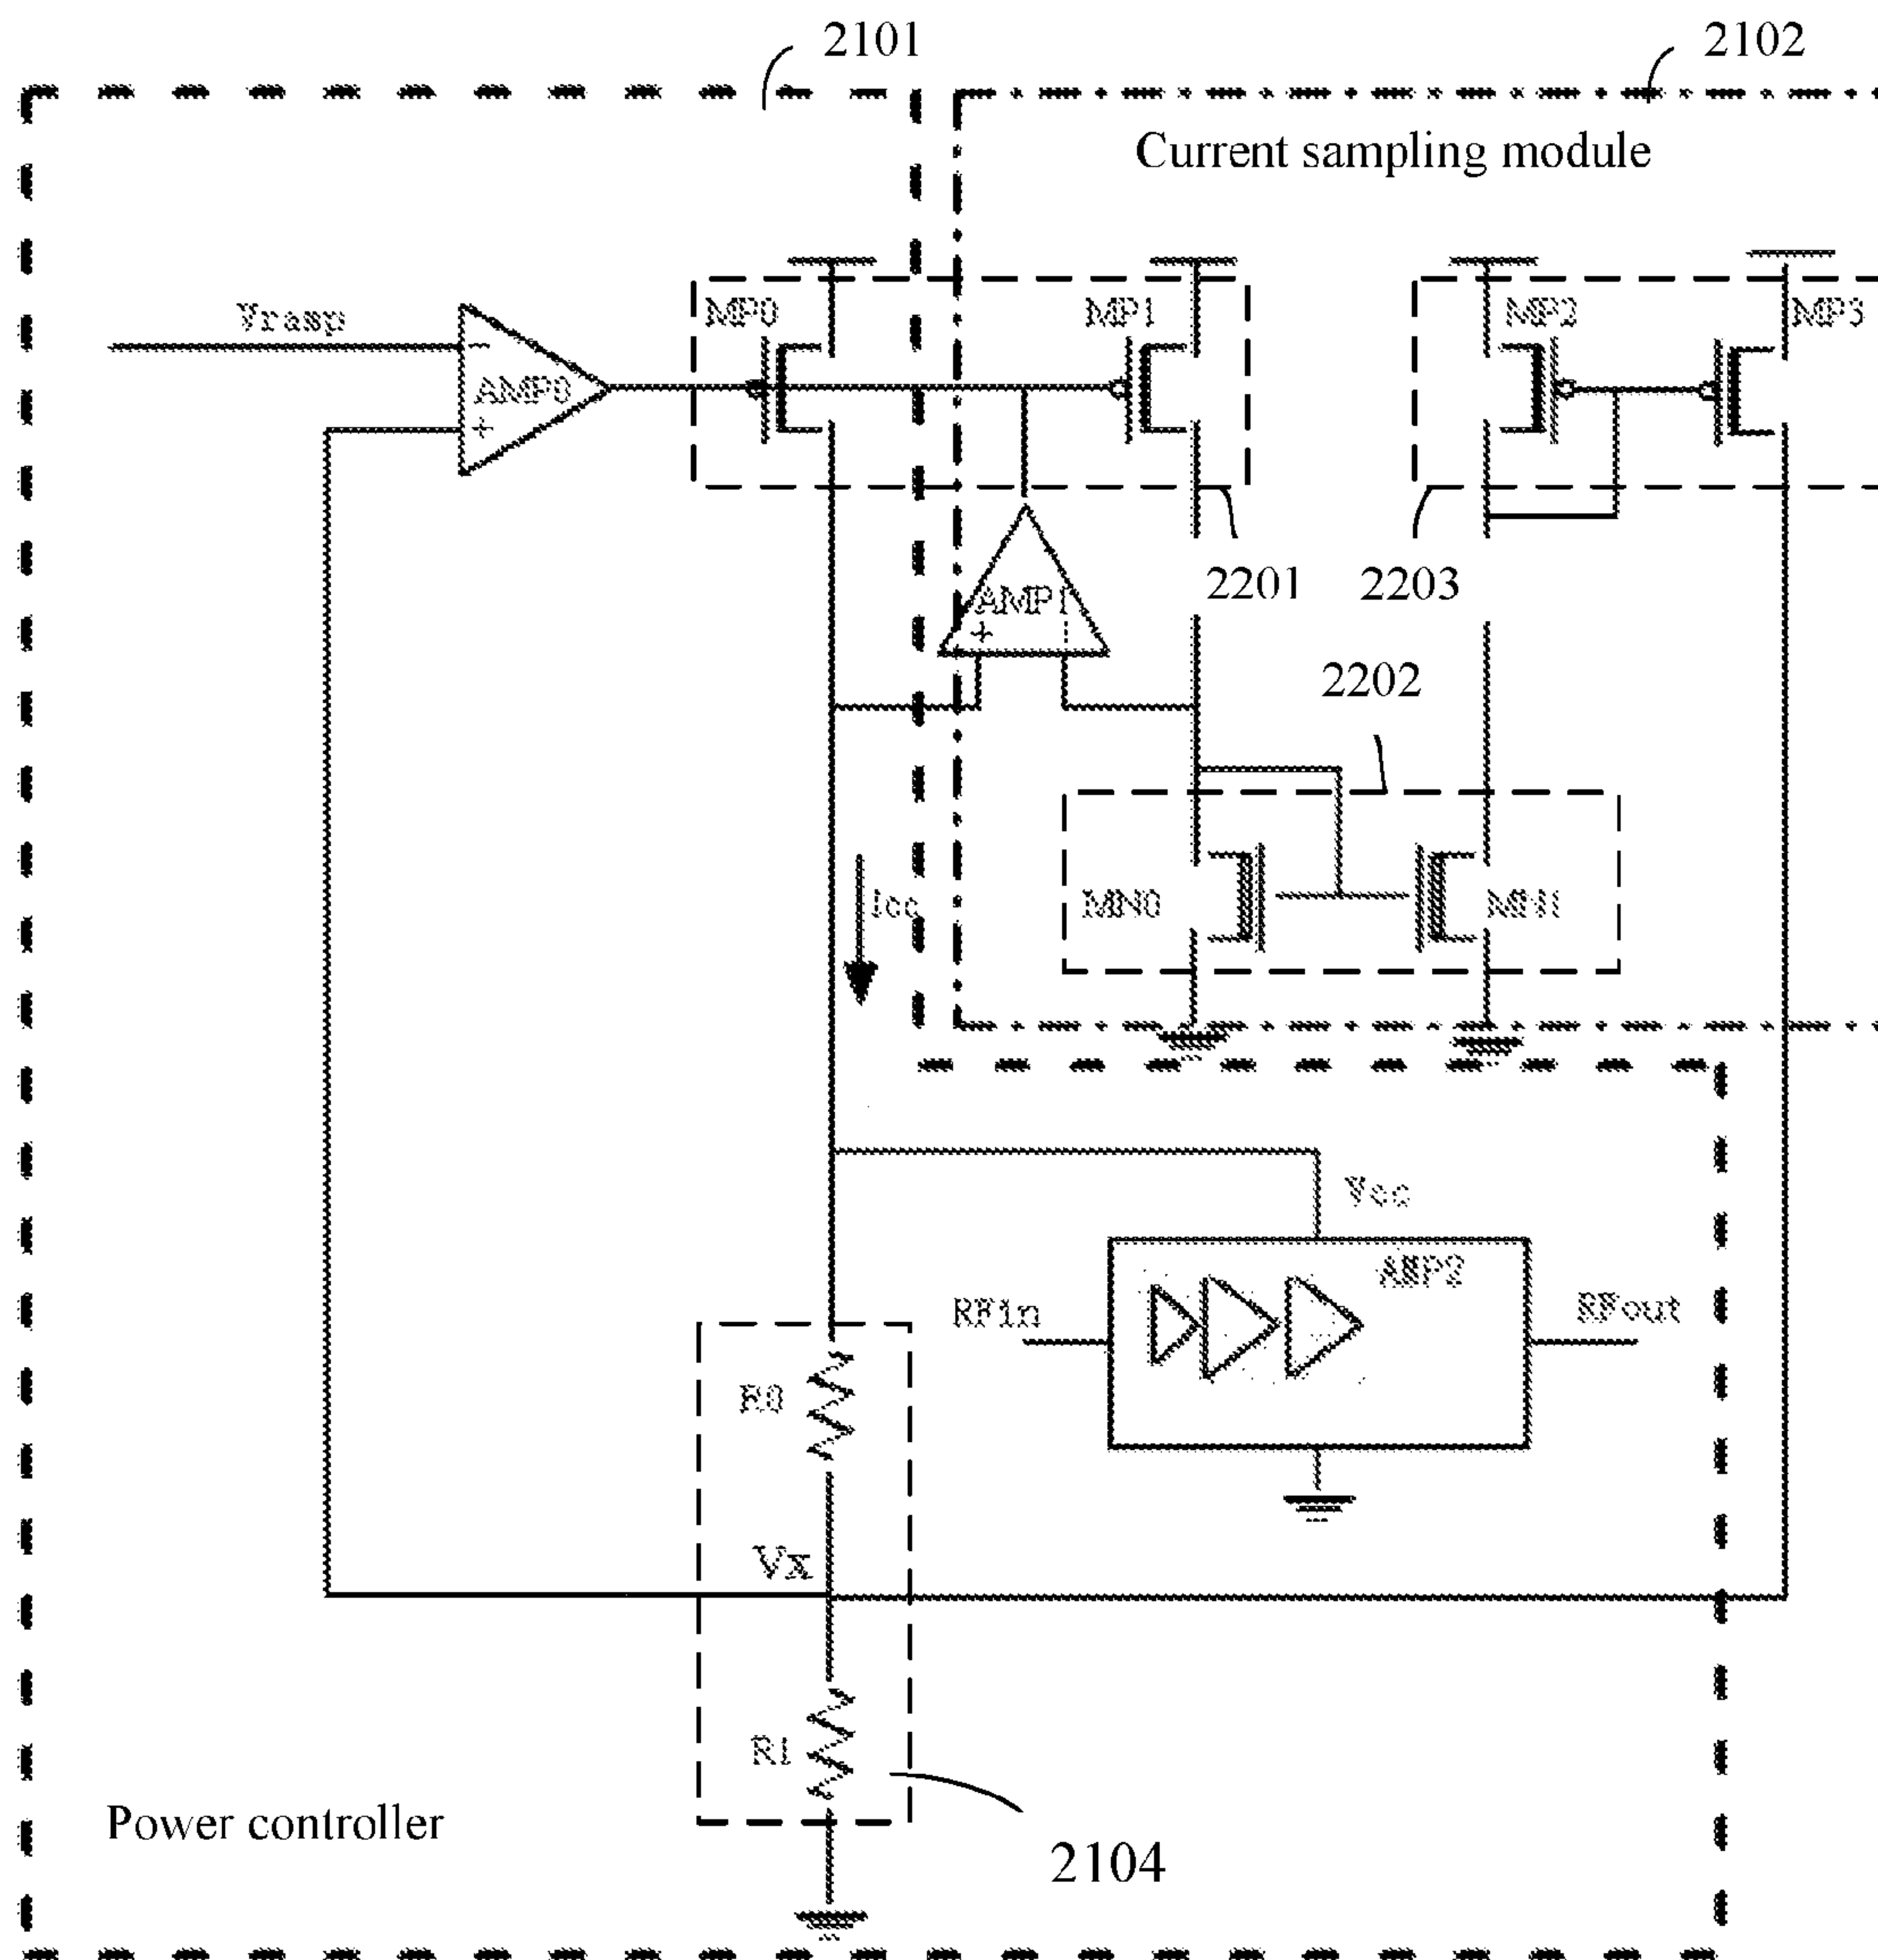 2101
2102
Current sampling module
MP0
MP1
MP2
MP3
Vrasp
-
AMP0
+
2201
2203
AMP1
+
-
2202
MN0
MN1
Icc
Vcc
AMP2
RFin
RFout
R0
Vx
R1
Power controller
2104